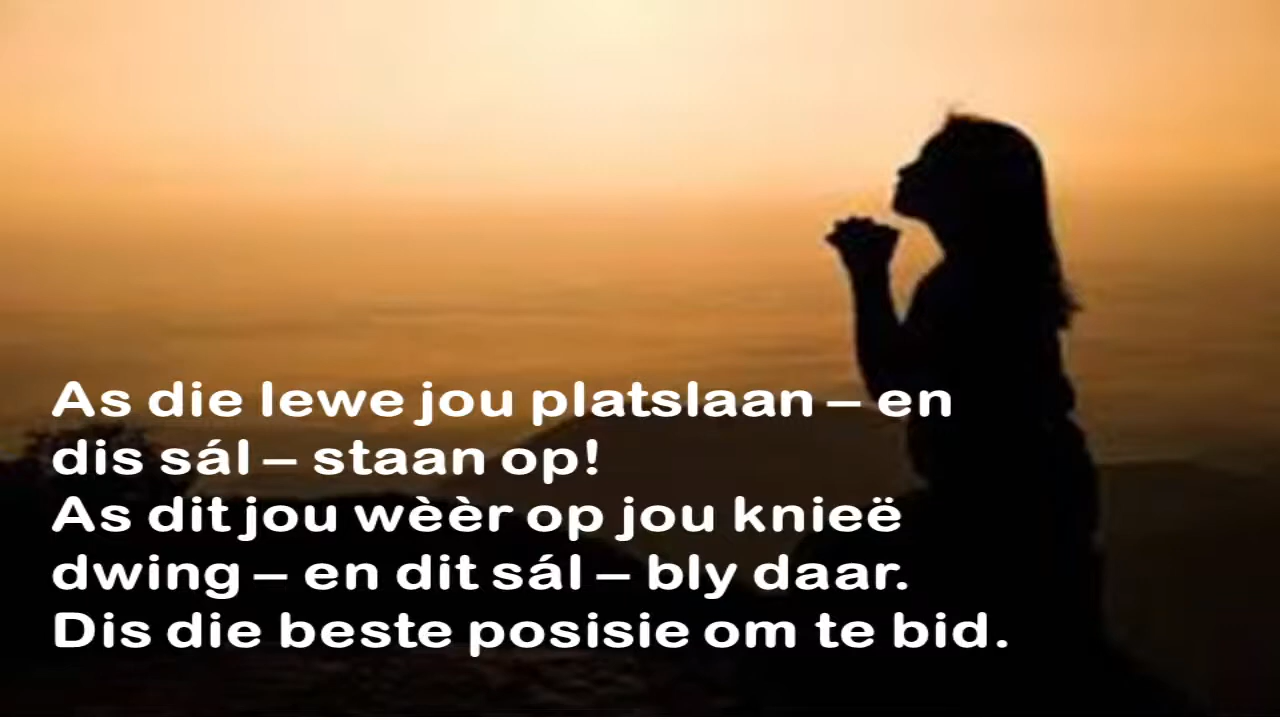 As die lewe jou platslaan – en
dis sál – staan op!
As dit jou wèèr op jou knieë
dwing – en dit sál – bly daar.
Dis die beste posisie om te bid.